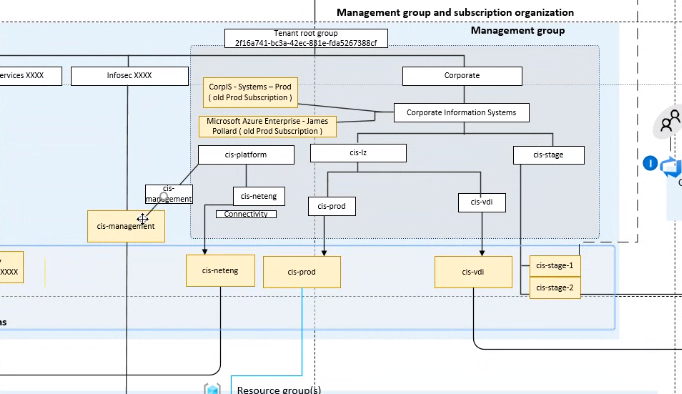 Management group and subscription organization
Tenant root group
2f16a741-bc3a-42ec-831e-fda5267388cf
Management group
ervices XXXX
Infosec XXXX
Corporate
CorpIS - Systems – Prod
( old Prod Subscription )
Corporate Information Systems
Microsoft Azure Enterprise - James
Pollard ( old Prod Subscription )
cis-platform
cis-lz
cis-stage
cis-
management
cis-neteng
Connectivity
cis-prod
cis-vdi
cis-management
XXXX
cis-neteng
cis-prod
cis-vdi
cis-stage-1
cis-stage-2
ns
Resource group(s)